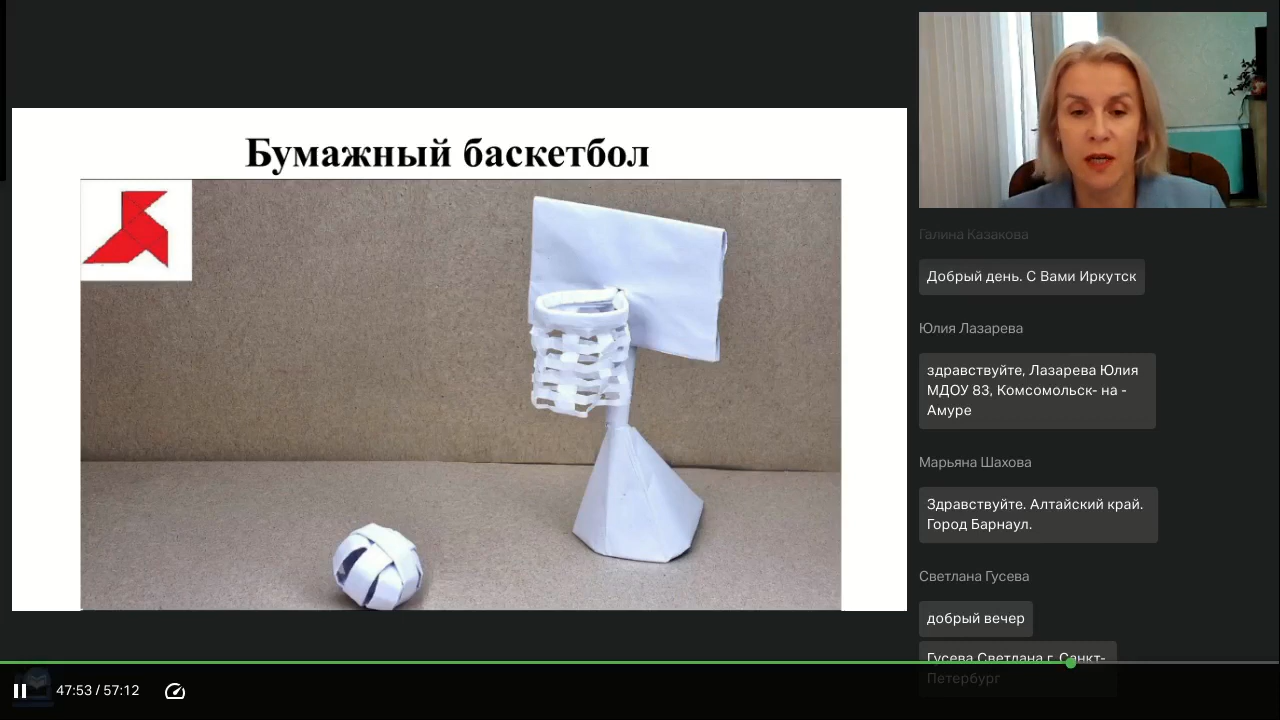 Бумажный баскетбол
Галина Казакова
Добрый день. С Вами Иркутск
Юлия Лазарева
здравствуйте, Лазарева Юлия
МДОУ 83, Комсомольск- на -
Амуре
Марьяна Шахова
Здравствуйте. Алтайский край.
Город Барнаул.
Светлана Гусева
добрый вечер
Гусева Светлана г. Санкт-
Петербург
47:53 / 57:12